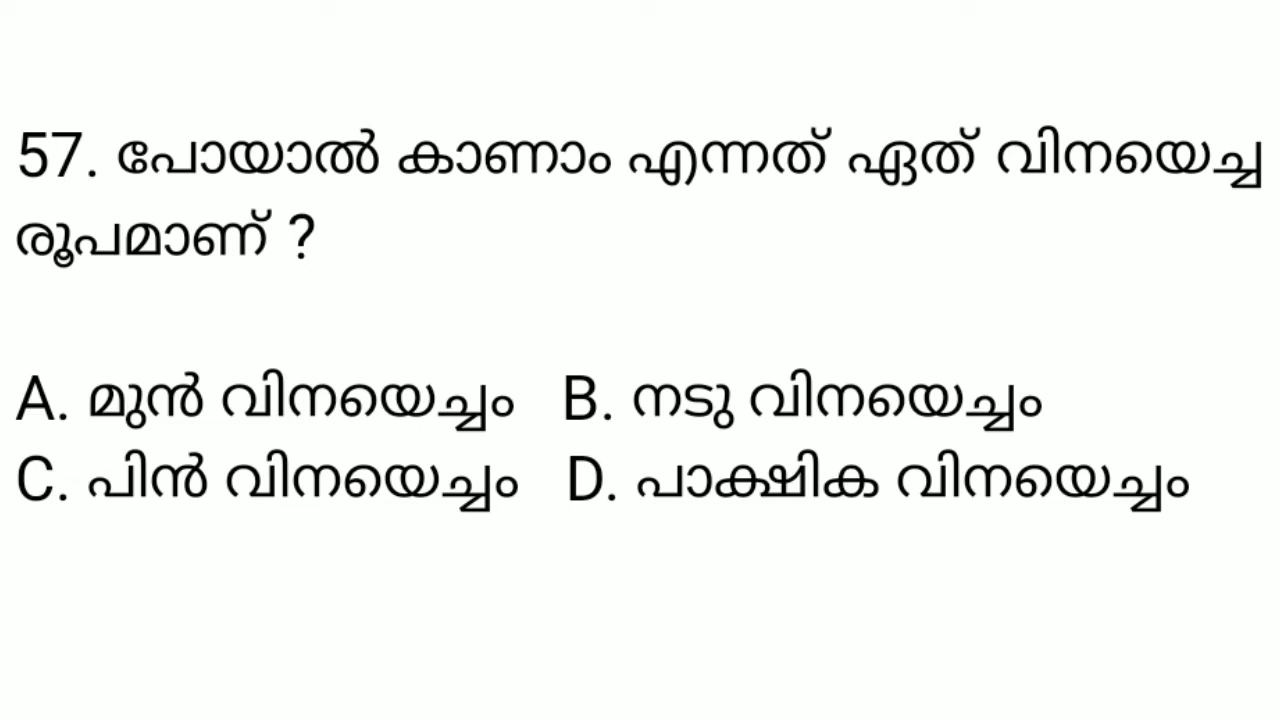 57. പോയാൽ കാണാം എന്നത് ഏത് വിനയെച്ച
രൂപമാണ് ?
A. മുൻ വിനയെച്ചം B. നടു വിനയെച്ചം
C. പിൻ വിനയെച്ചം D. പാക്ഷിക വിനയെച്ചം